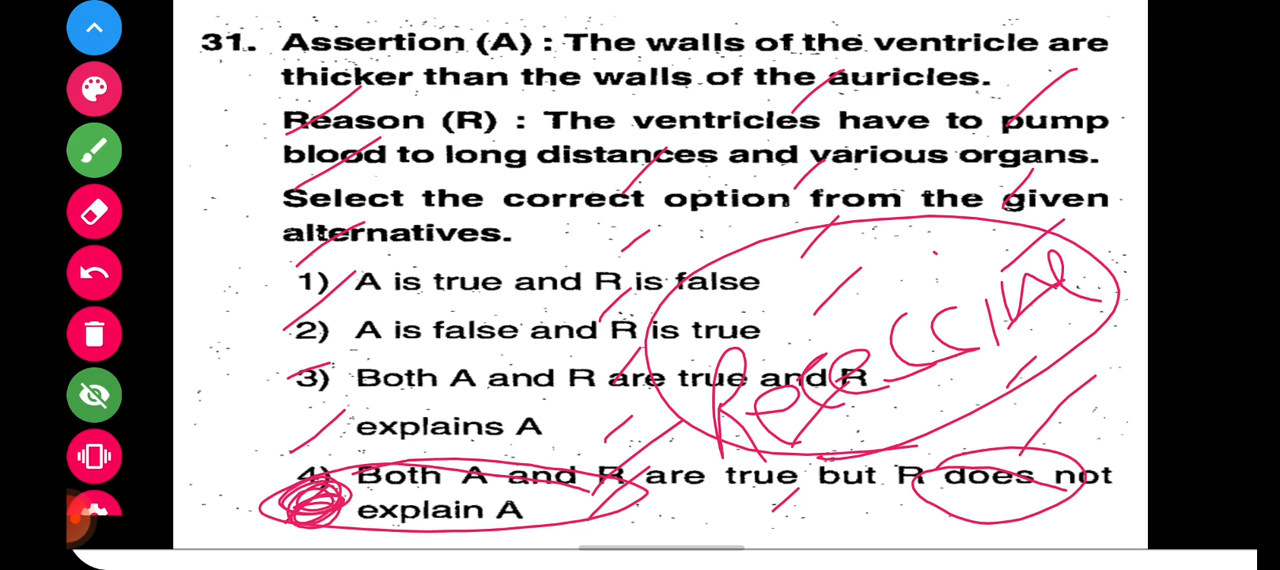 31. Assertion (A) : The walls of the ventricle are
thicker than the walls of the auricles.
Reason (R) : The ventricles have to pump
blood to long distances and various organs.
Select the correct option from the given
alternatives.
1) A is true and R is false
2) A is false and R is true
3) Both A and R are true and R
explains A
4) Both A and R are true but R does not
explain A